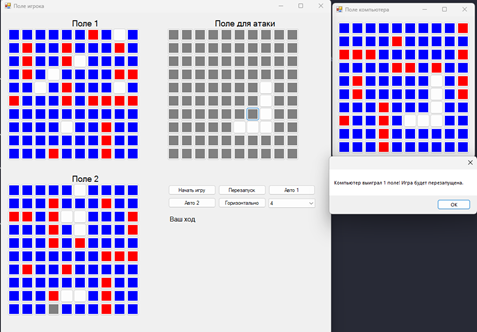 Поле игрока
Поле 1
Поле для атаки
Поле 2
Начать игру
Перезапуск
Авто 1
Авто 2
Горизонтально
4
Ваш ход
Поле компьютера
Компьютер выиграл 1 поле! Игра будет перезапущена.
OK